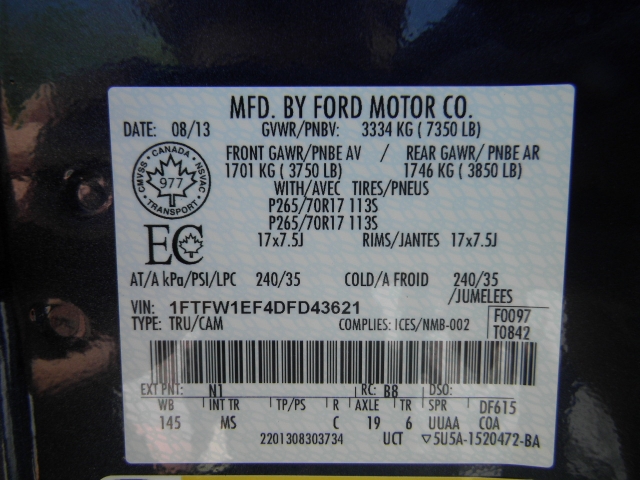 MFD. BY FORD MOTOR CO.
DATE: 08/13 GVWR/PNBV: 3334 KG ( 7350 LB)
FRONT GAWR/PNBE AV / REAR GAWR/ PNBE AR
1701 KG ( 3750 LB) 1746 KG ( 3850 LB)
WITH/AVEC TIRES/PNEUS
P265/70R17 113S
P265/70R17 113S
17x7.5J RIMS/JANTES 17x7.5J
CANADA
CMVSS 977 NSVAC
TRANSPORT
EC
AT/A kPa/PSI/LPC 240/35 COLD/A FROID 240/35
/JUMELEES
VIN: 1FTFW1EF4DFD43621
TYPE: TRU/CAM COMPLIES: ICES/NMB-002
F0097
T0842
EXT PNT: N1 RC: B8 DSO:
WB INT TR TP/PS R AXLE TR SPR DF615
145 MS C 19 6 UUAA COA
2201308303734 UCT ▽5U5A-1520472-BA